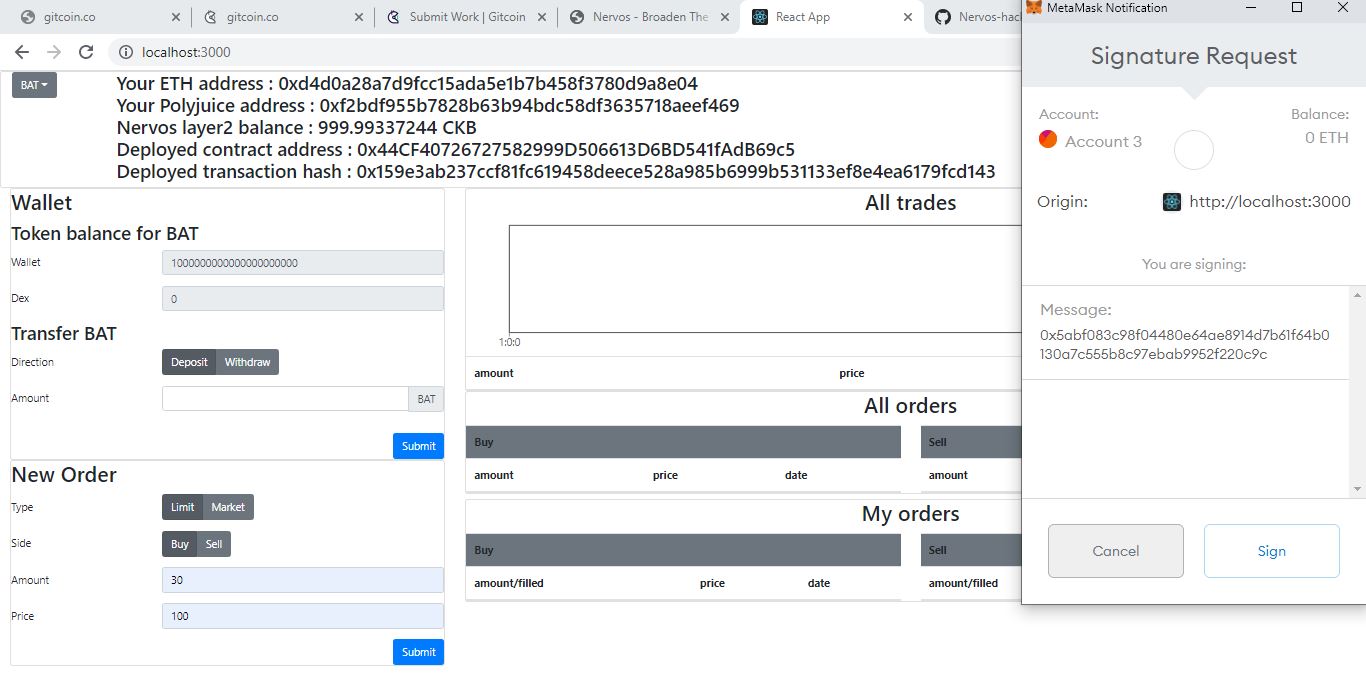 gitcoin.co
gitcoin.co
Submit Work | Gitcoin
Nervos - Broaden The
React App
Nervos-hacl
localhost:3000
BAT
Your ETH address : 0xd4d0a28a7d9fcc15ada5e1b7b458f3780d9a8e04
Your Polyjuice address : 0xf2bdf955b7828b63b94bdc58df3635718aeef469
Nervos layer2 balance : 999.99337244 CKB
Deployed contract address : 0x44CF40726727582999D506613D6BD541fAdB69c5
Deployed transaction hash : 0x159e3ab237ccf81fc619458deece528a985b6999b531133ef8e4ea6179fcd143
Wallet
Token balance for BAT
Wallet
1000000000000000000000
Dex
0
Transfer BAT
Direction
Deposit Withdraw
Amount
BAT
Submit
New Order
Type
Limit Market
Side
Buy Sell
Amount
30
Price
100
Submit
All trades
1:0:0
amount price
All orders
Buy Sell
amount price date amount
My orders
Buy Sell
amount/filled price date amount/filled
MetaMask Notification
Signature Request
Account:
Account 3
Balance:
0 ETH
Origin:
http://localhost:3000
You are signing:
Message:
0x5abf083c98f04480e64ae8914d7b61f64b0
130a7c555b8c97ebab9952f220c9c
Cancel
Sign